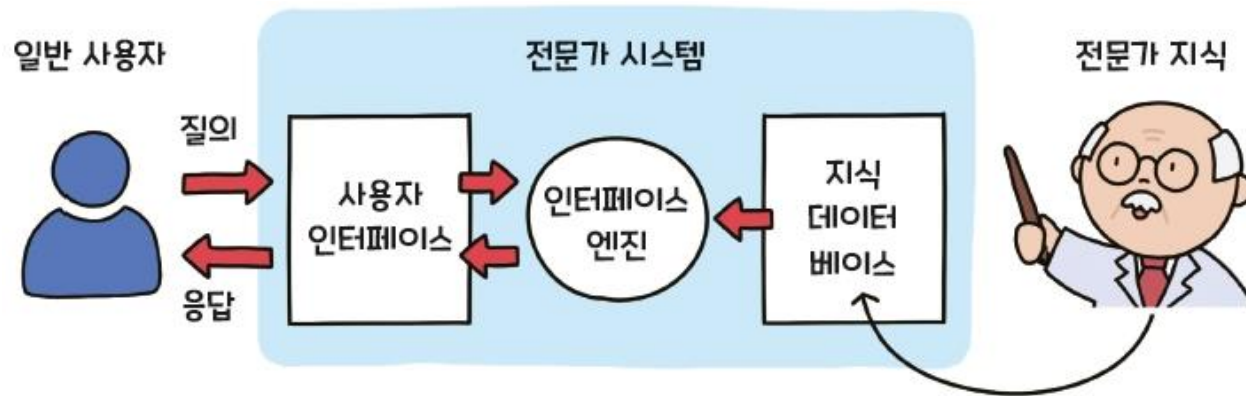 일반 사용자
전문가 시스템
전문가 지식
질의
응답
사용자
인터페이스
인터페이스
엔진
지식
데이터
베이스